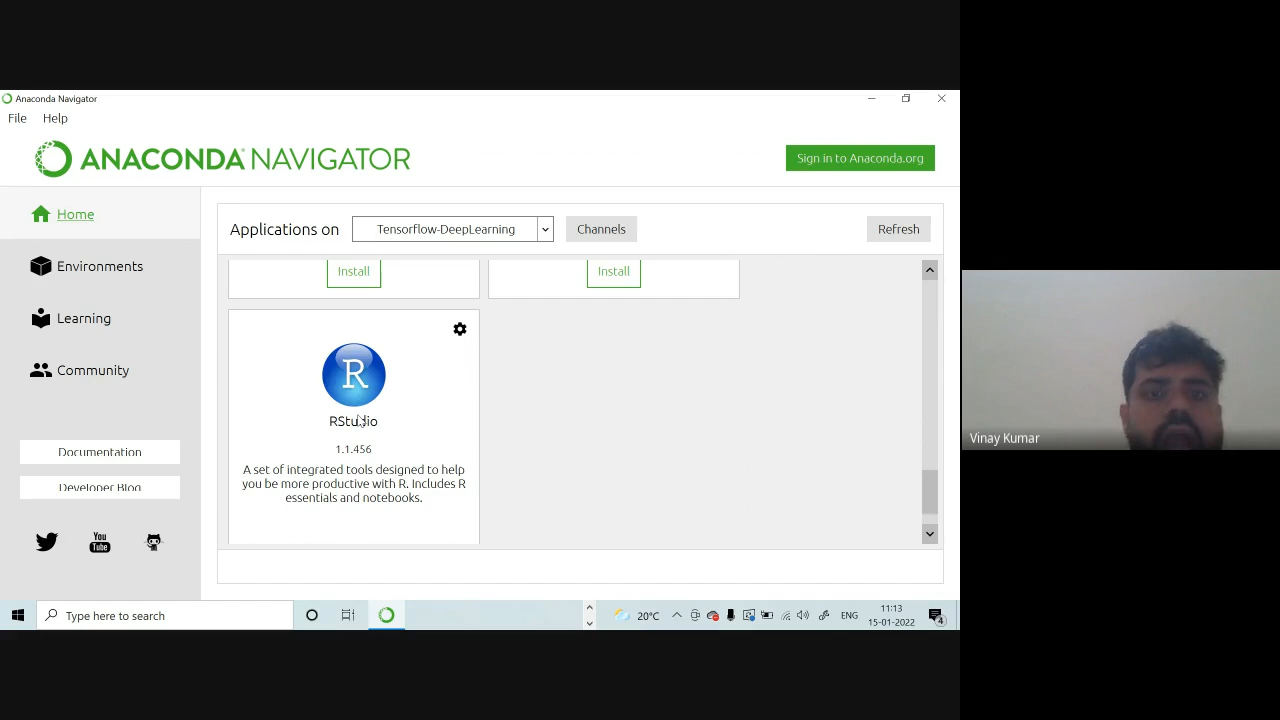 Anaconda Navigator
File Help
ANACONDA NAVIGATOR
Sign in to Anaconda.org
Home
Environments
Learning
Community
Documentation
Developer Blog
You
Tube
Applications on
Tensorflow-DeepLearning
Channels
Refresh
Install
Install
R
RStudio
1.1.456
A set of integrated tools designed to help
you be more productive with R. Includes R
essentials and notebooks.
Type here to search
20°C
ENG
11:13
15-01-2022
4
Vinay Kumar